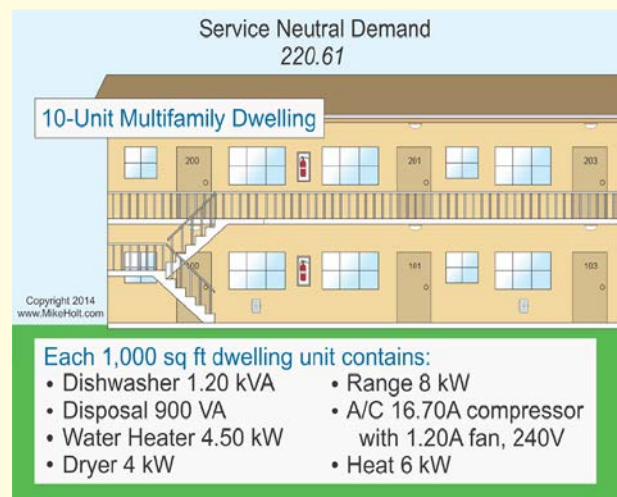 Service Neutral Demand
220.61
10-Unit Multifamily Dwelling
200
201
203
100
101
103
Copyright 2014
www.MikeHolt.com
Each 1,000 sq ft dwelling unit contains:
• Dishwasher 1.20 kVA
• Disposal 900 VA
• Water Heater 4.50 kW
• Dryer 4 kW
• Range 8 kW
• A/C 16.70A compressor
with 1.20A fan, 240V
• Heat 6 kW